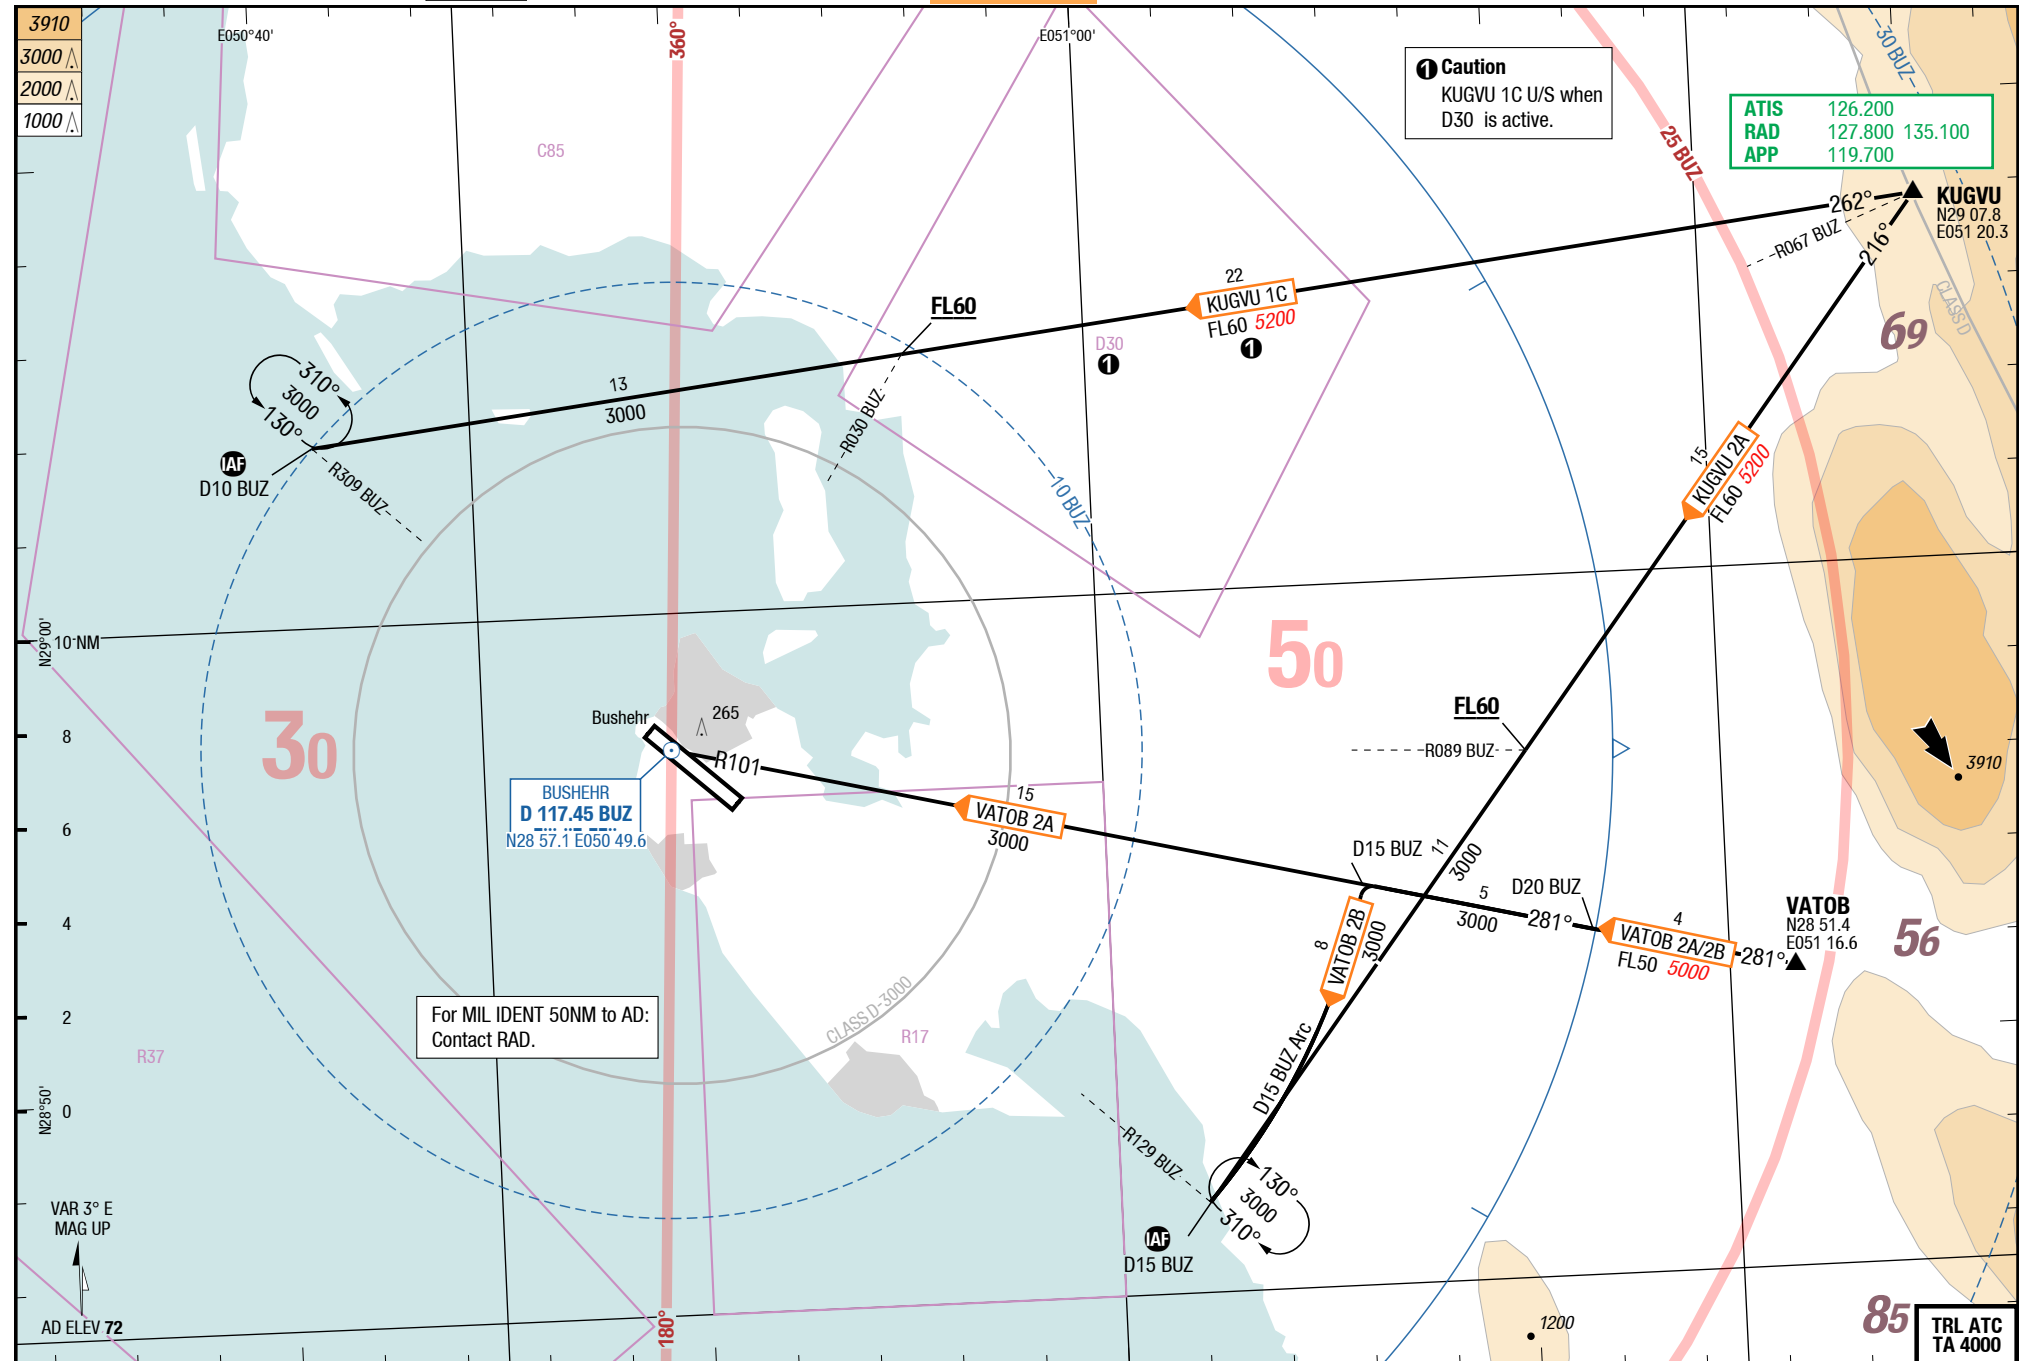 3910
3000
2000
1000
E050°40'
360°
E051°00'
C85
1 Caution
KUGVU 1C U/S when
D30 is active.
30 BUZ
25 BUZ
ATIS 126.200
RAD 127.800 135.100
APP 119.700
KUGVU
N29 07.8
E051 20.3
262°
R067 BUZ
216°
CLASS D
69
22
KUGVU 1C
FL60 5200
1
D30
1
FL60
13
3000
R030 BUZ
310°
3000
130°
IAF
D10 BUZ
R309 BUZ
10 BUZ
15
KUGVU 2A
FL60 5200
N29°00'
10 NM
8
6
4
2
0
N28°50'
30
50
Bushehr
265
R101
BUSHEHR
D 117.45 BUZ
N28 57.1 E050 49.6
15
VATOB 2A
3000
FL60
R089 BUZ
3910
D15 BUZ
11
3000
5
3000
281°
D20 BUZ
4
VATOB 2A/2B
FL50 5000
281°
VATOB
N28 51.4
E051 16.6
56
8
VATOB 2B
3000
D15 BUZ Arc
For MIL IDENT 50NM to AD:
Contact RAD.
CLASS D-3000
R17
R37
R129 BUZ
130°
3000
310°
IAF
D15 BUZ
VAR 3° E
MAG UP
AD ELEV 72
180°
1200
85
TRL ATC
TA 4000